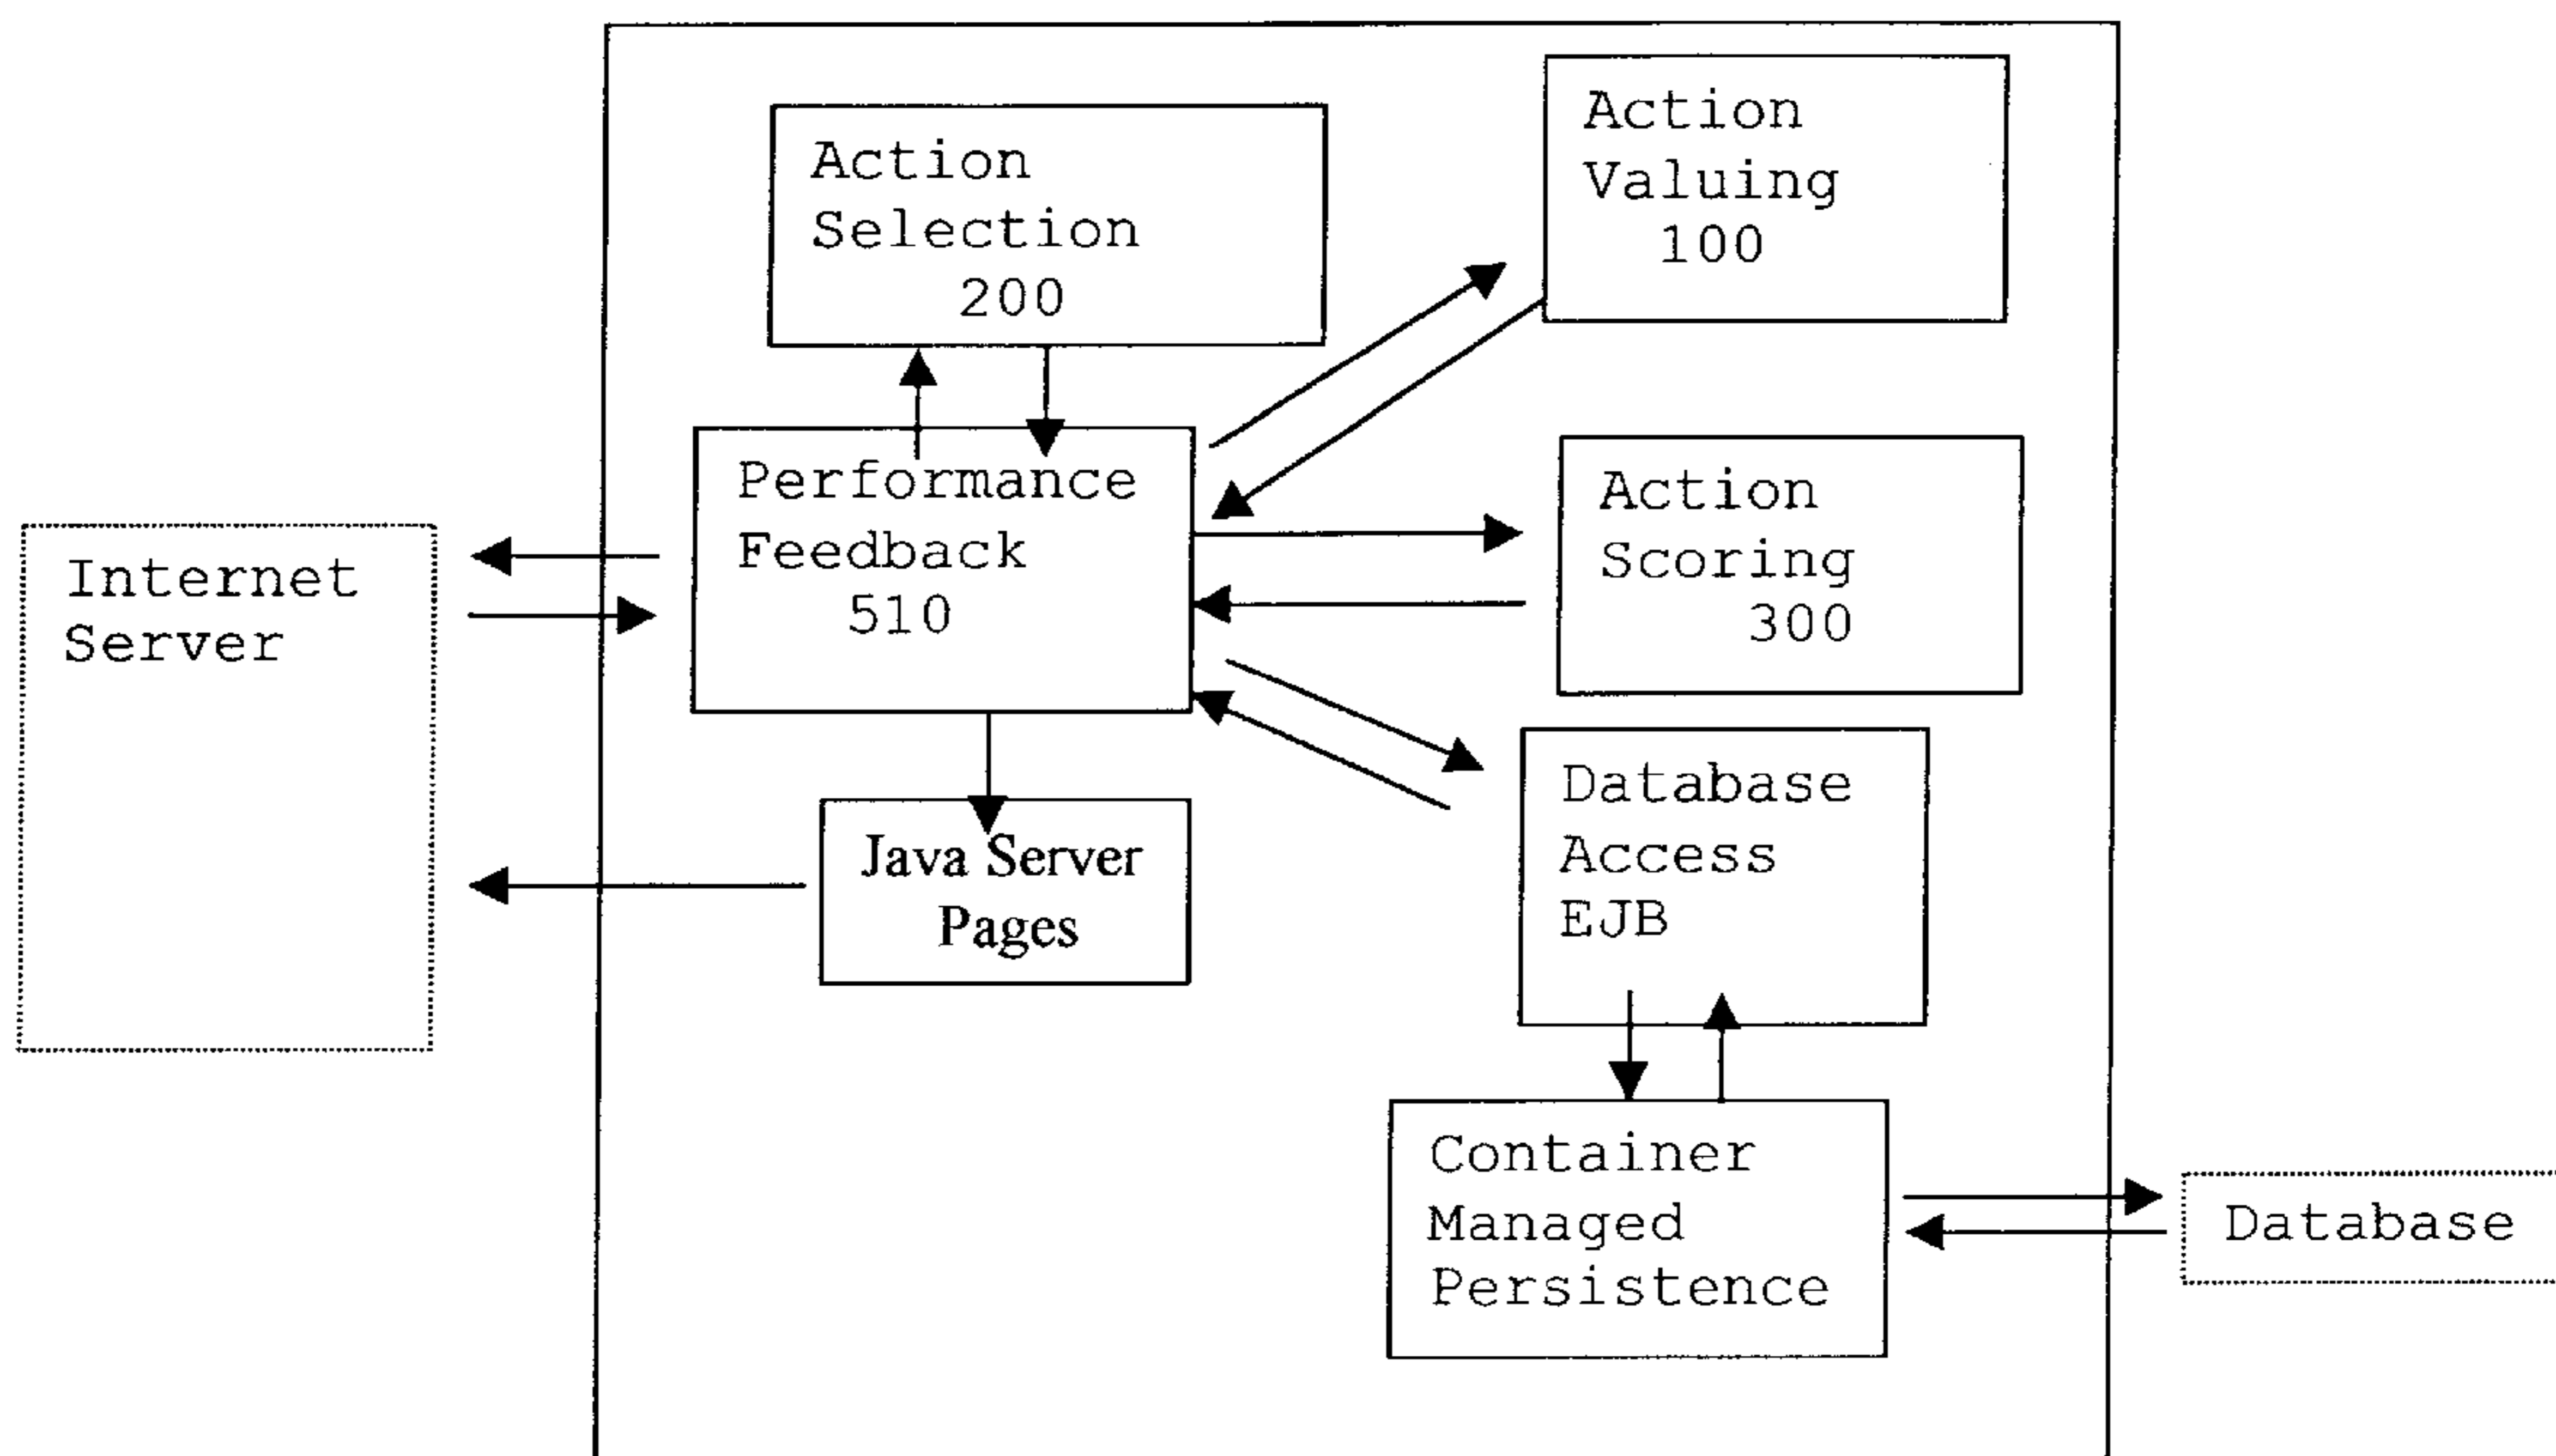 Action
Selection
200
Action
Valuing
100
Performance
Feedback
510
Action
Scoring
300
Internet
Server
Java Server
Pages
Database
Access
EJB
Container
Managed
Persistence
Database